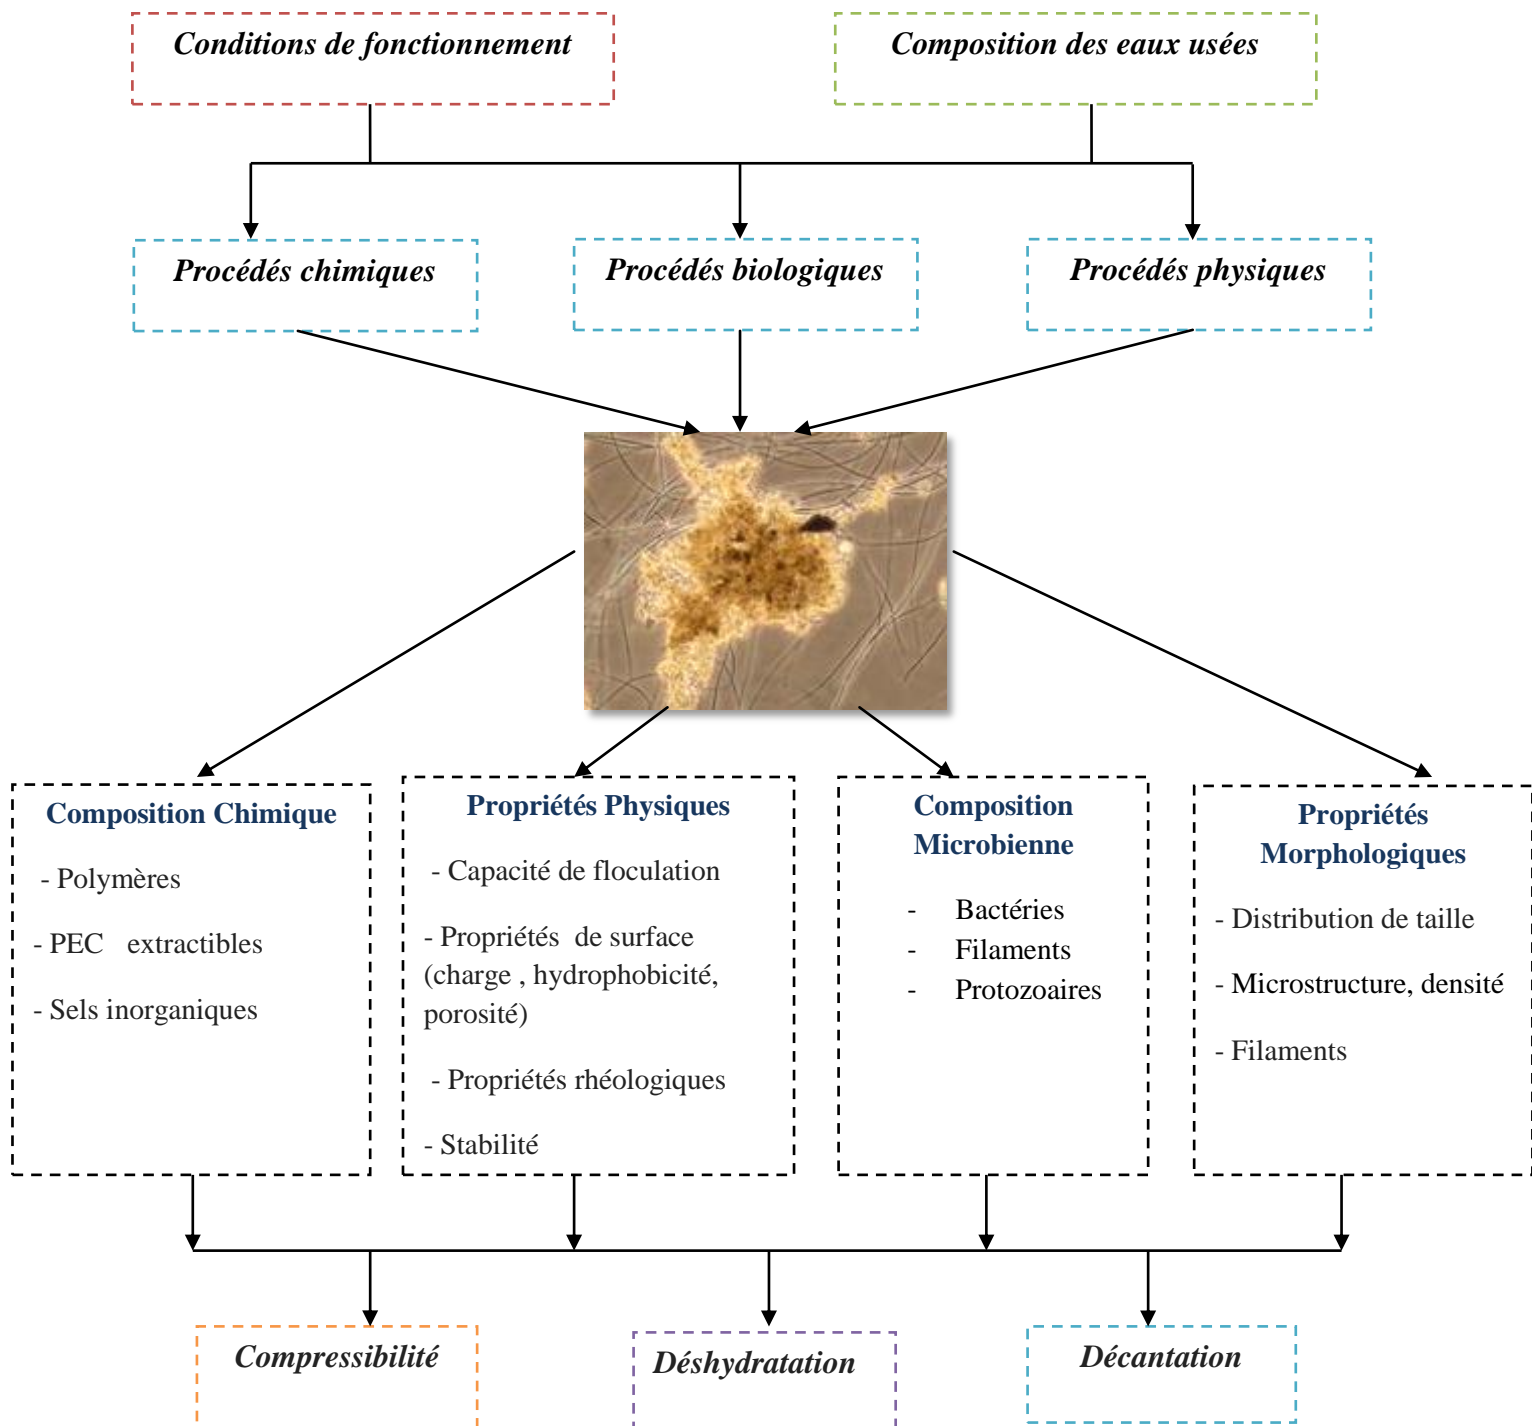 Conditions de fonctionnement
Composition des eaux usées
Procédés chimiques
Procédés biologiques
Procédés physiques
Composition Chimique
- Polymères
- PEC extractibles
- Sels inorganiques
Propriétés Physiques
- Capacité de floculation
- Propriétés de surface
(charge , hydrophobicité,
porosité)
- Propriétés rhéologiques
- Stabilité
Composition
Microbienne
- Bactéries
- Filaments
- Protozoaires
Propriétés
Morphologiques
- Distribution de taille
- Microstructure, densité
- Filaments
Compressibilité
Déshydratation
Décantation